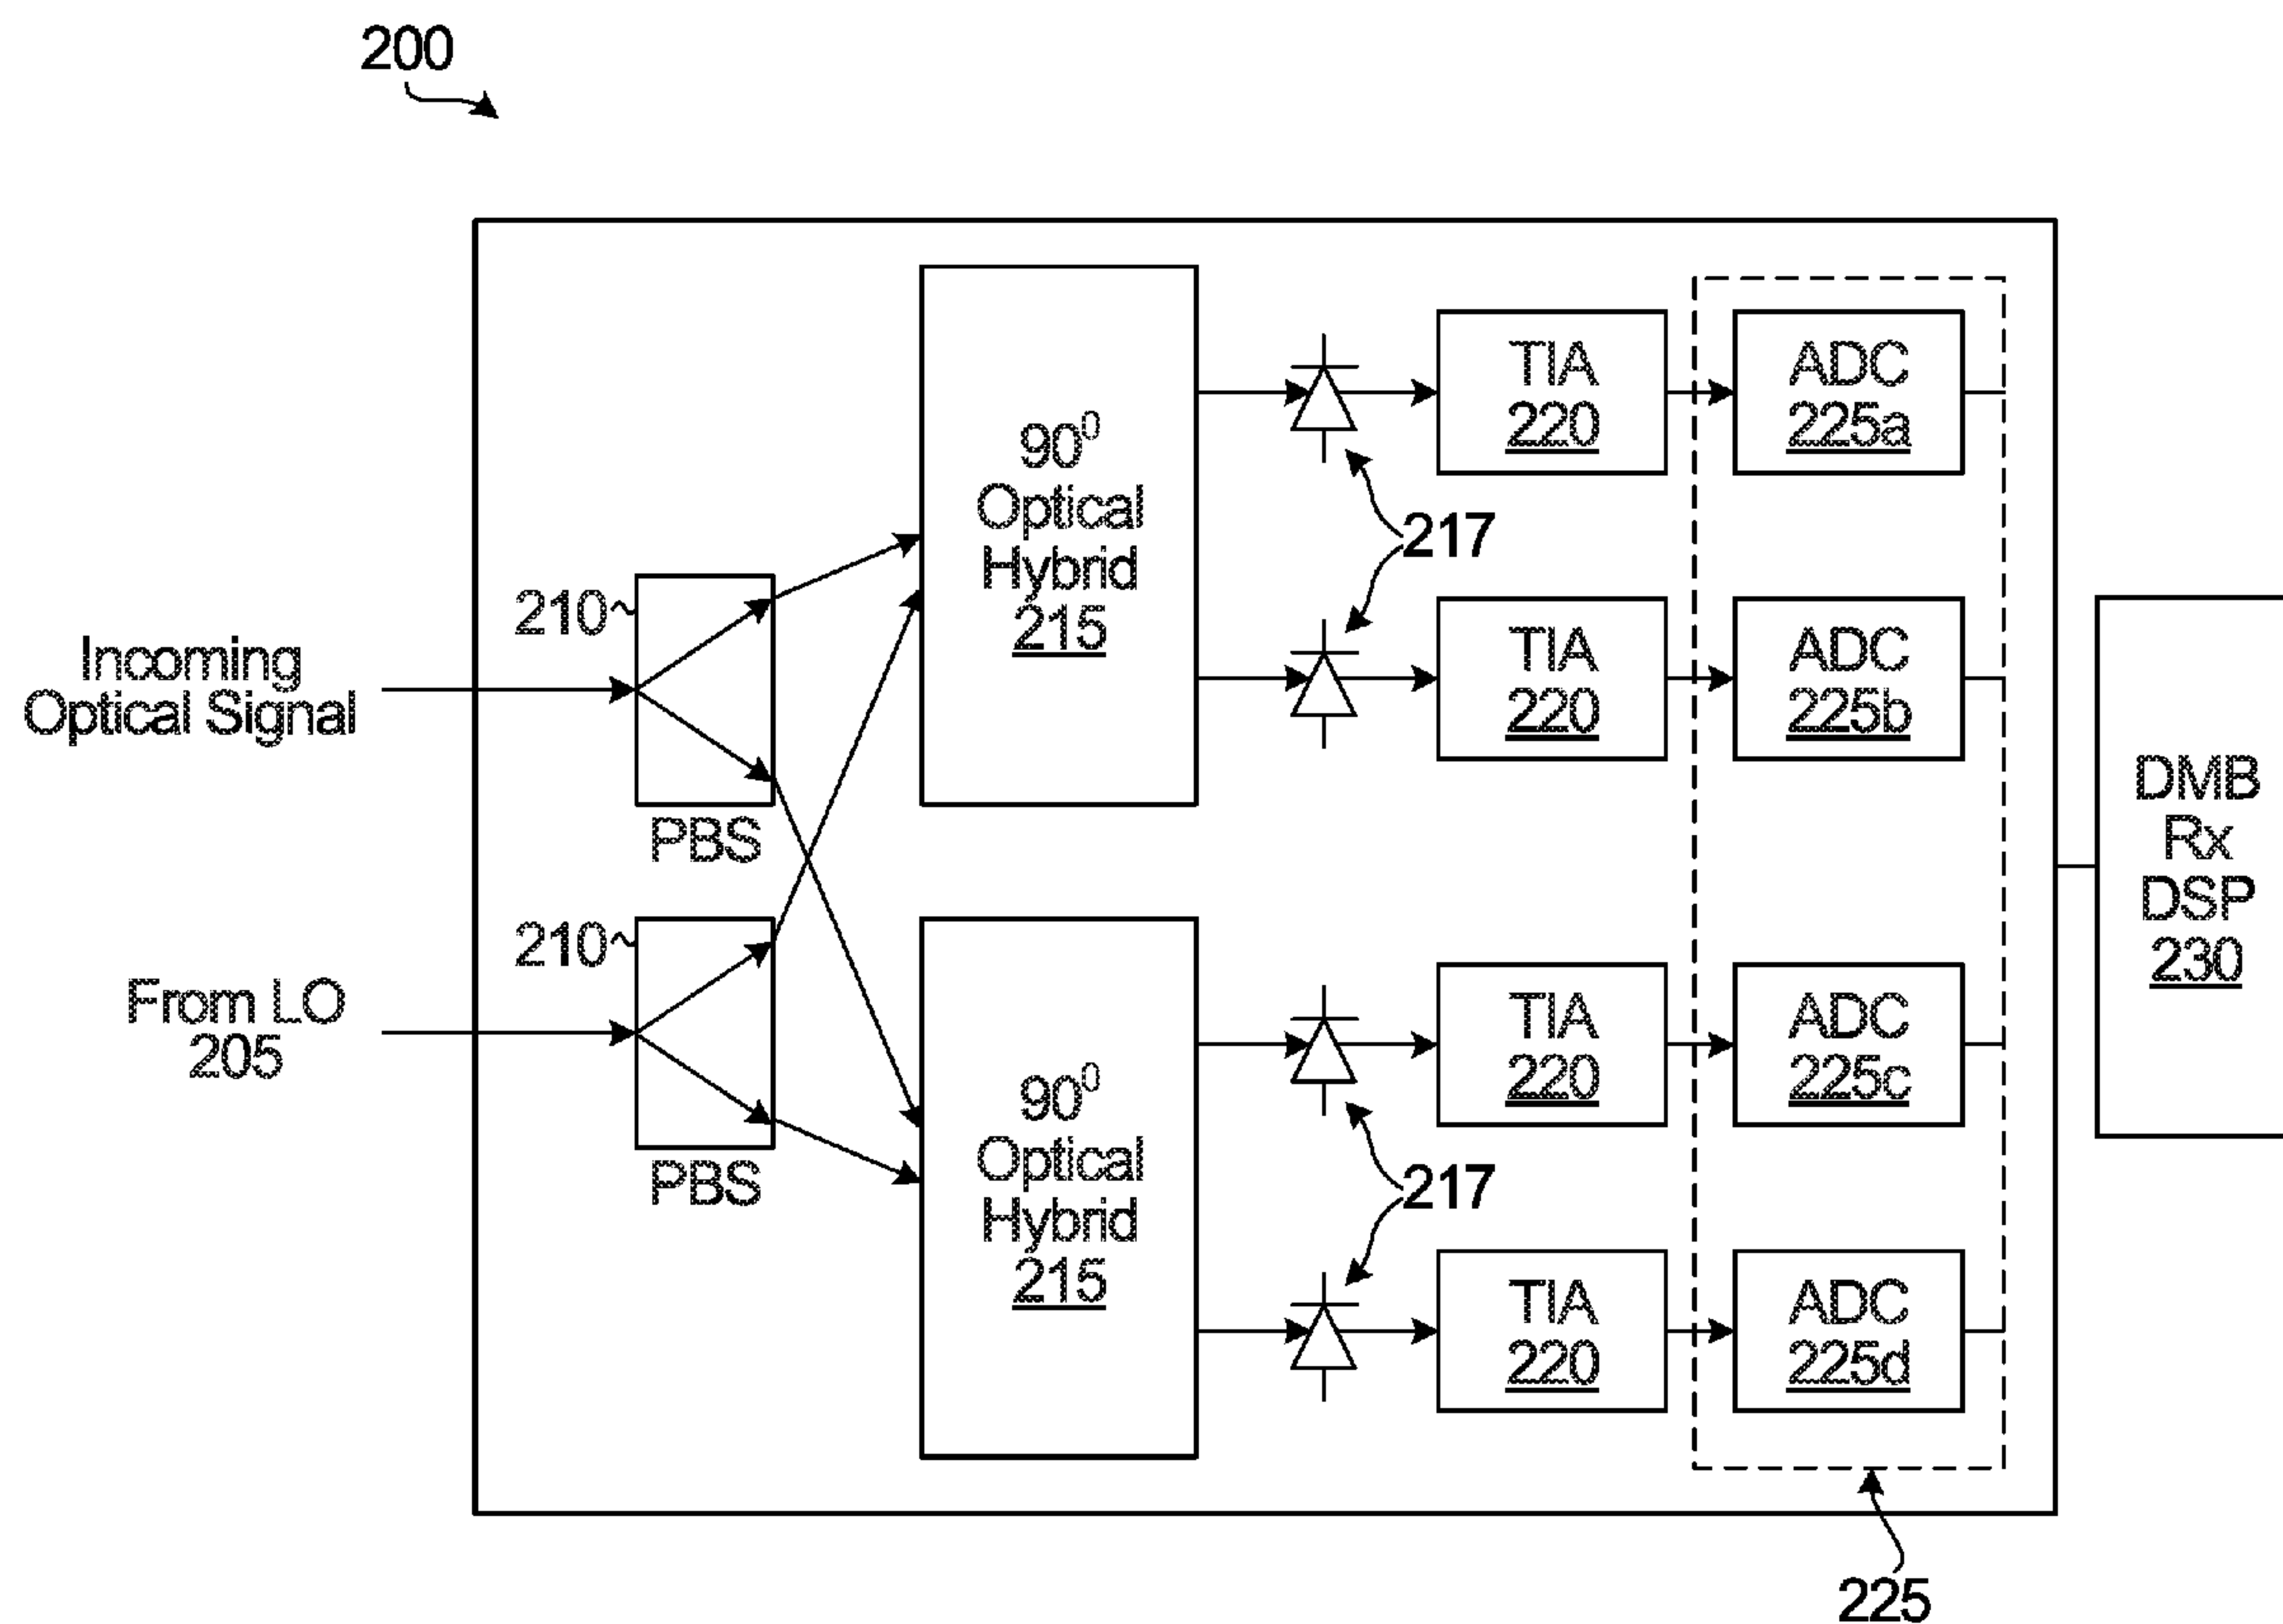 200
90⁰
Optical
Hybrid
215
TIA
220
ADC
225a
217
TIA
220
ADC
225b
210
PBS
Incoming
Optical Signal
210
PBS
From LO
205
90⁰
Optical
Hybrid
215
TIA
220
ADC
225c
217
TIA
220
ADC
225d
DMB
Rx
DSP
230
225